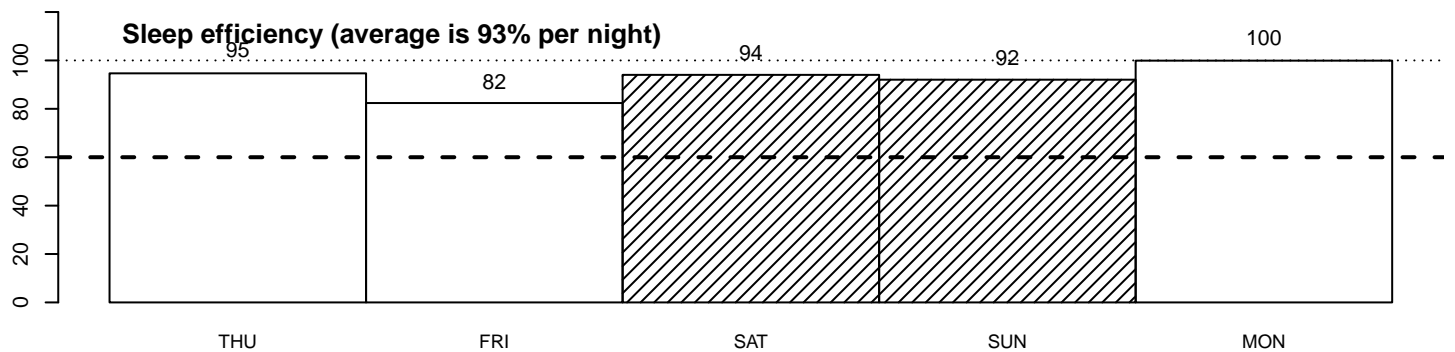 Sleep efficiency (average is 93% per night)
95
82
94
92
100
0
20
40
60
80
100
THU
FRI
SAT
SUN
MON